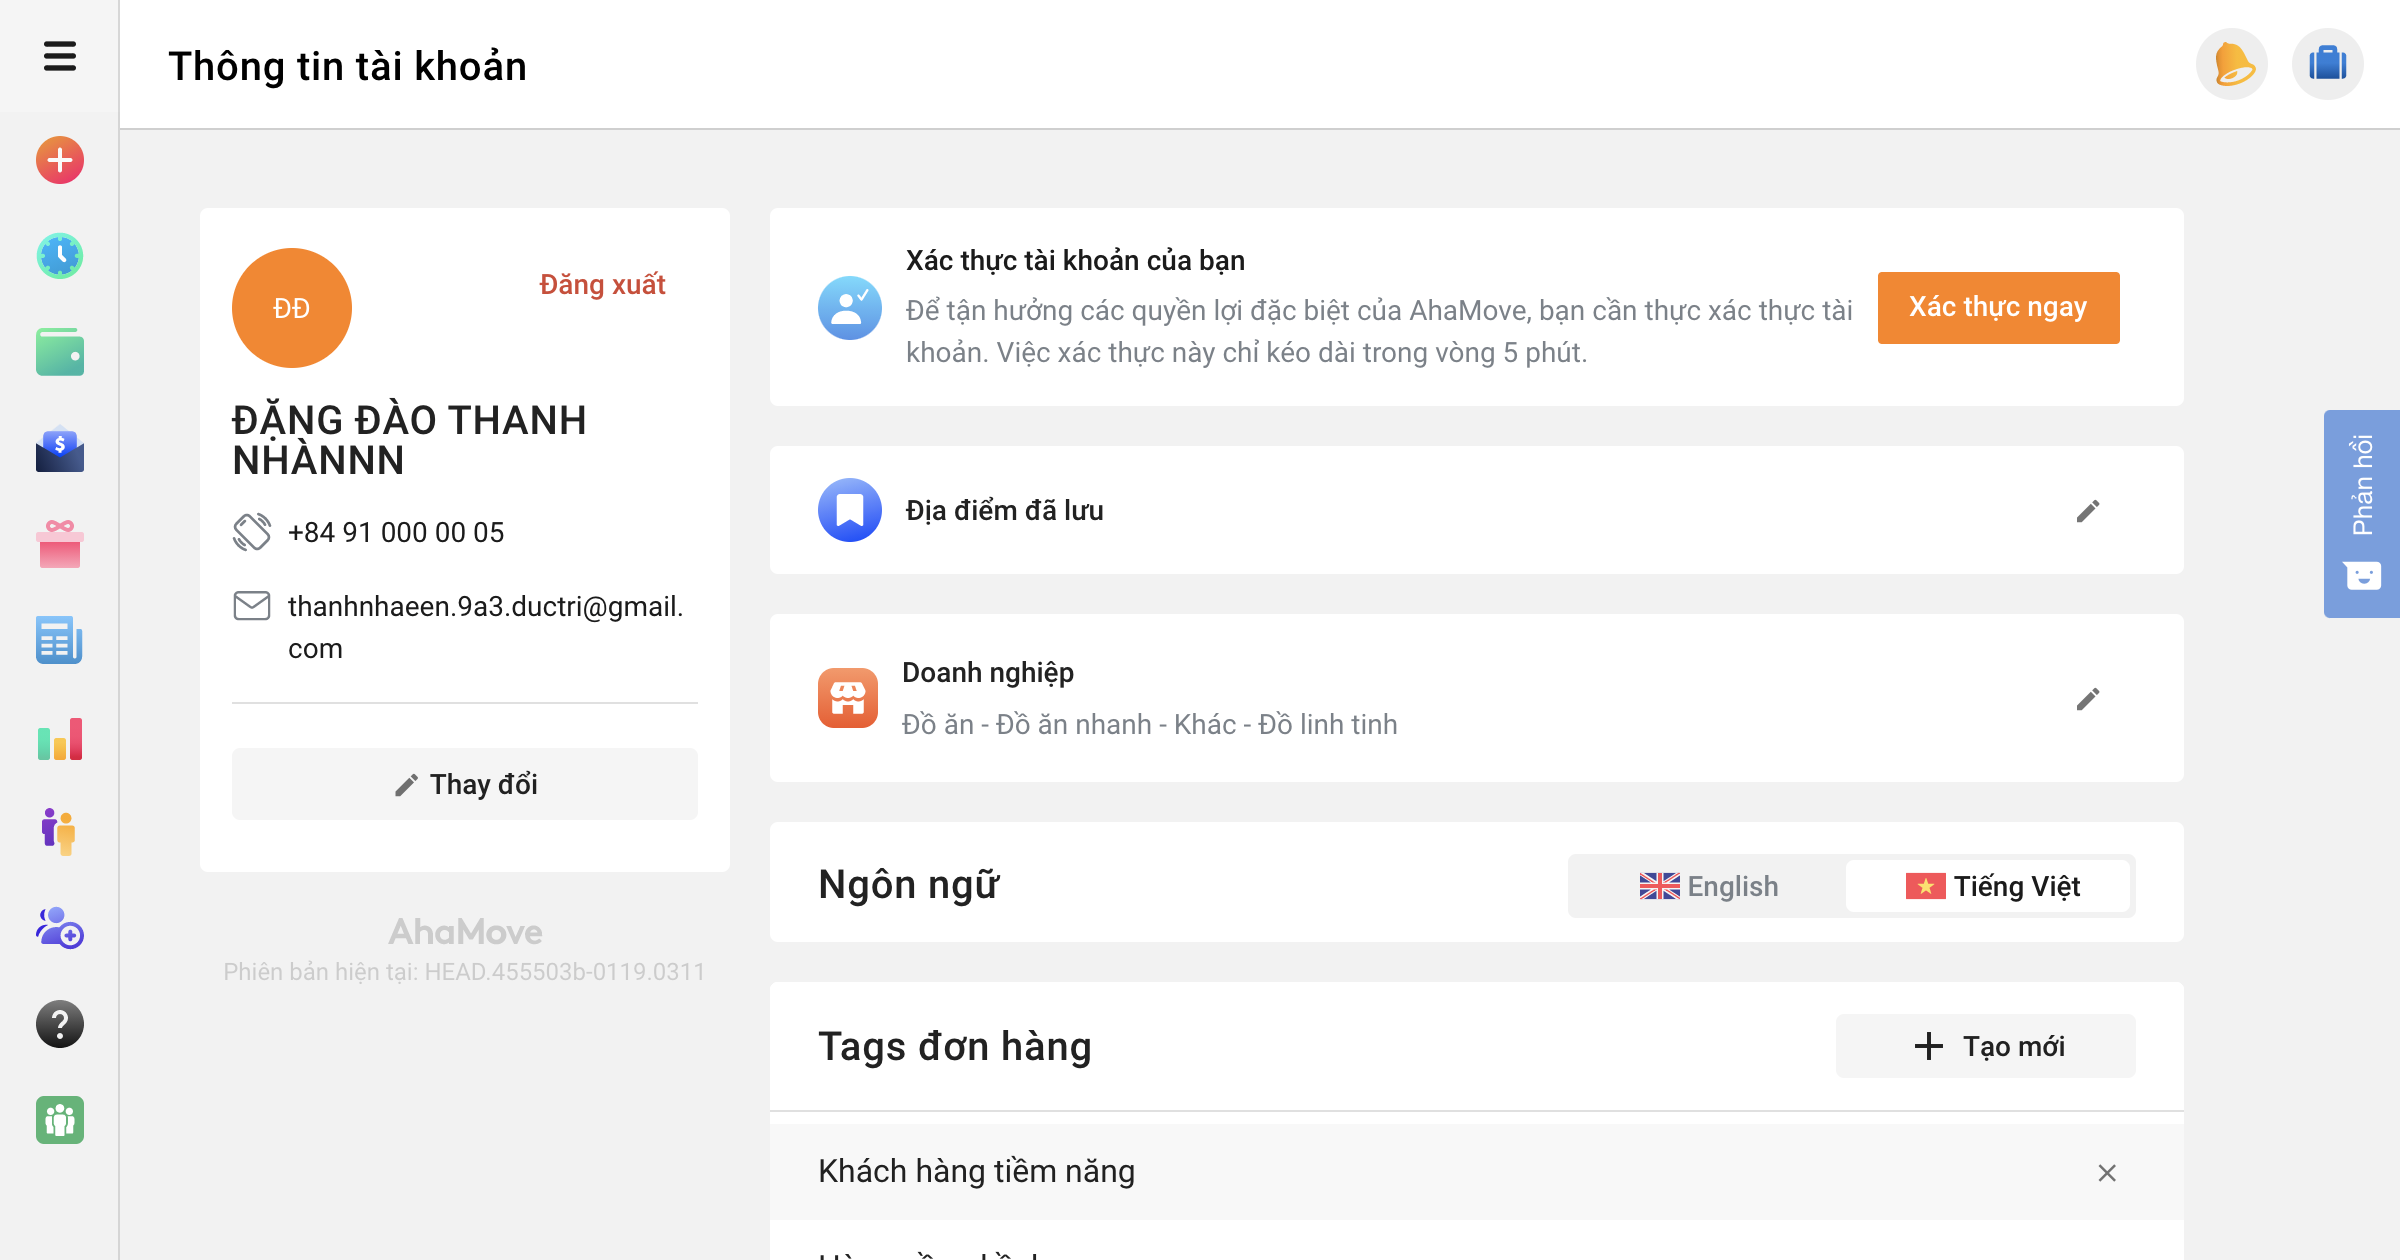 Thông tin tài khoản
ĐĐ
Đăng xuất
ĐẶNG ĐÀO THANH
NHÀNNN
+84 91 000 00 05
thanhnhaeen.9a3.ductri@gmail.
com
Thay đổi
AhaMove
Phiên bản hiện tại: HEAD.455503b-0119.0311
Xác thực tài khoản của bạn
Để tận hưởng các quyền lợi đặc biệt của AhaMove, bạn cần thực xác thực tài
khoản. Việc xác thực này chỉ kéo dài trong vòng 5 phút.
Xác thực ngay
Địa điểm đã lưu
Doanh nghiệp
Đồ ăn - Đồ ăn nhanh - Khác - Đồ linh tinh
Ngôn ngữ
English
Tiếng Việt
Tags đơn hàng
Tạo mới
Khách hàng tiềm năng
Phản hồi